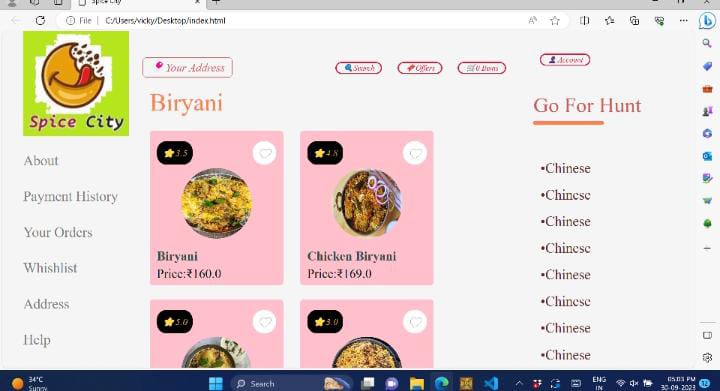 Spice City
File
C:/Users/vicky/Desktop/index.html
Spice City
Your Address
Search
Offers
0 Items
Account
About
Payment History
Your Orders
Whishlist
Address
Help
Biryani
3.5
Biryani
Price:₹160.0
4.8
Chicken Biryani
Price:₹169.0
5.0
3.0
Go For Hunt
•Chinese
•Chinese
•Chinese
•Chinese
•Chinese
•Chinese
•Chinese
•Chinese
34°C
Sunny
Search
ENG
IN
05:03 PM
30-09-2023